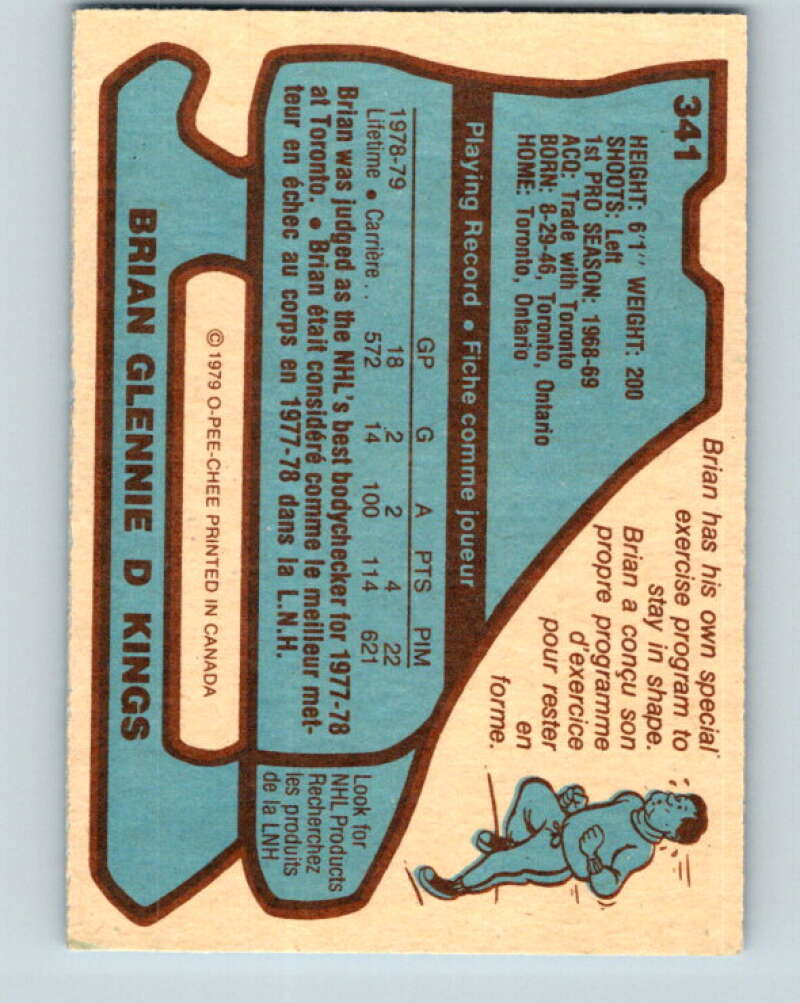 341
HEIGHT: 6'1" WEIGHT: 200
SHOOTS: Left
1st PRO SEASON: 1968-69
ACQ: Trade with Toronto
BORN: 8-29-46, Toronto, Ontario
HOME: Toronto, Ontario
Brian has his own special
exercise program to
stay in shape.
Brian a conçu son
propre programme
d'exercice
pour rester
en
forme.
Playing Record • Fiche comme joueur
GP G A PTS PIM
1978-79 18 2 2 4 22
Lifetime • Carrière . . 572 14 100 114 621
Brian was judged as the NHL's best bodychecker for 1977-78
at Toronto. • Brian était considéré comme le meilleur met-
teur en échec au corps en 1977-78 dans la L.N.H.
Look for
NHL Products
Recherchez
les produits
de la LNH
© 1979 O-PEE-CHEE PRINTED IN CANADA
BRIAN GLENNIE D KINGS